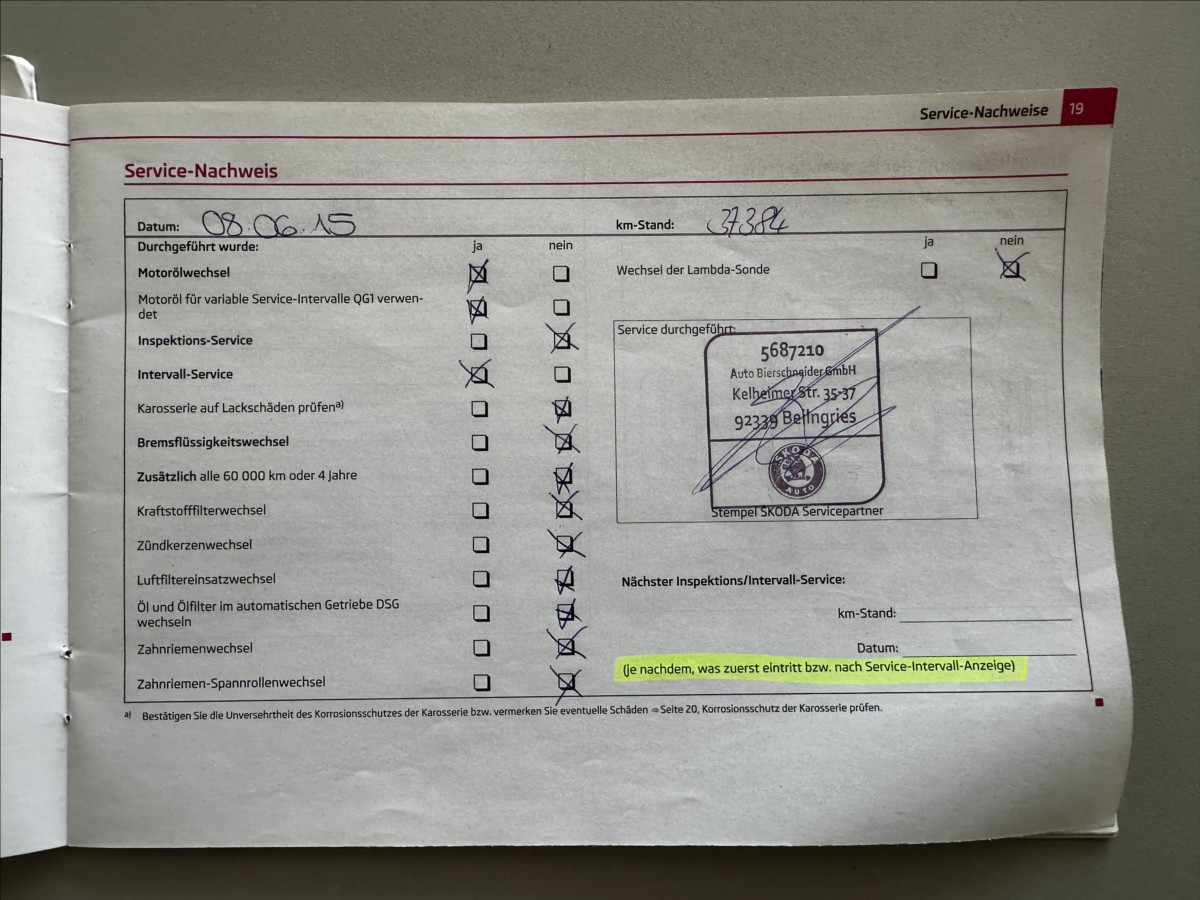 Service-Nachweise 19
Service-Nachweis
Datum: 08.06.15 km-Stand: 37384
Durchgeführt wurde: ja nein ja nein
Motorölwechsel Wechsel der Lambda-Sonde
Motoröl für variable Service-Intervalle QG1 verwen-
det
Service durchgeführt:
Inspektions-Service
5687210
Auto Bierschneider GmbH
Intervall-Service
Kelheimer Str. 35-37
Karosserie auf Lackschäden prüfen a)
92339 Beilngries
Bremsflüssigkeitswechsel
SKODA
AUTO
Zusätzlich alle 60 000 km oder 4 Jahre
Kraftstofffilterwechsel
Stempel ŠKODA Servicepartner
Zündkerzenwechsel
Luftfiltereinsatzwechsel
Nächster Inspektions/Intervall-Service:
Öl und Ölfilter im automatischen Getriebe DSG
wechseln
km-Stand:
Zahnriemenwechsel
Datum:
(je nachdem, was zuerst eintritt bzw. nach Service-Intervall-Anzeige)
Zahnriemen-Spannrollenwechsel
a) Bestätigen Sie die Unversehrtheit des Korrosionsschutzes der Karosserie bzw. vermerken Sie eventuelle Schäden ⇒ Seite 20, Korrosionsschutz der Karosserie prüfen.